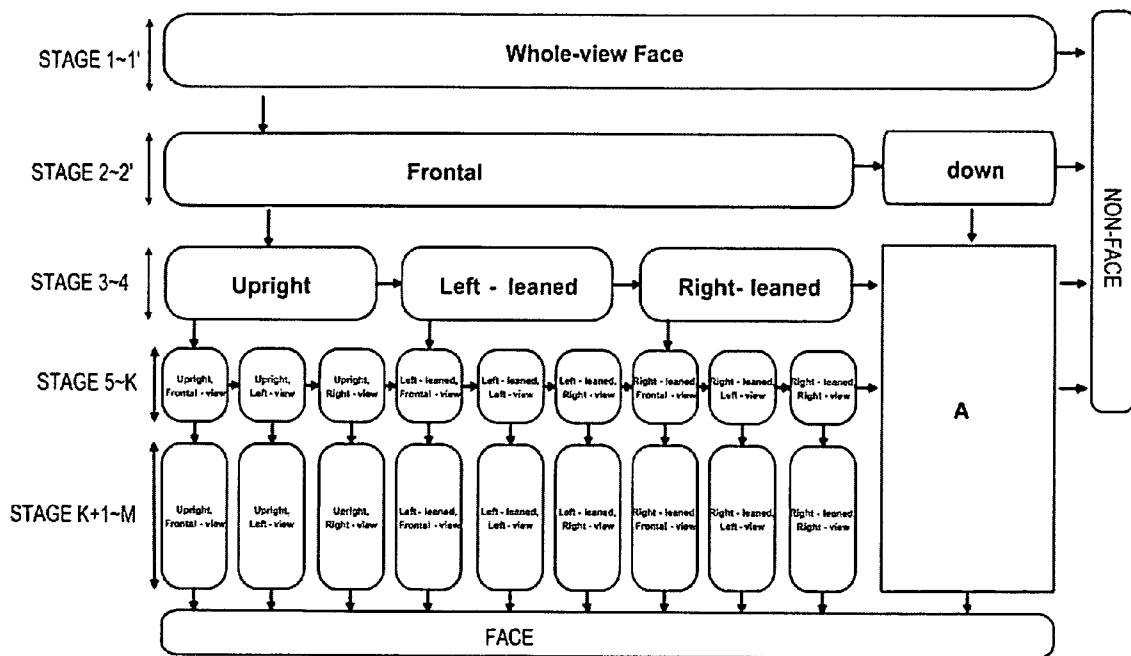 STAGE 1~1'
Whole-view Face
STAGE 2~2'
Frontal
down
NON-FACE
STAGE 3~4
Upright
Left - leaned
Right- leaned
A
STAGE 5~K
Upright,
Frontal - view
Upright,
Left - view
Upright,
Right - view
Left - leaned,
Frontal - view
Left - leaned,
Left - view
Left - leaned,
Right - view
Right - leaned,
Frontal - view
Right - leaned,
Left - view
Right - leaned,
Right - view
STAGE K+1~M
Upright,
Frontal - view
Upright,
Left - view
Upright,
Right - view
Left - leaned,
Frontal - view
Left - leaned,
Left - view
Left - leaned,
Right - view
Right - leaned,
Frontal - view
Right - leaned,
Left - view
Right - leaned,
Right - view
FACE